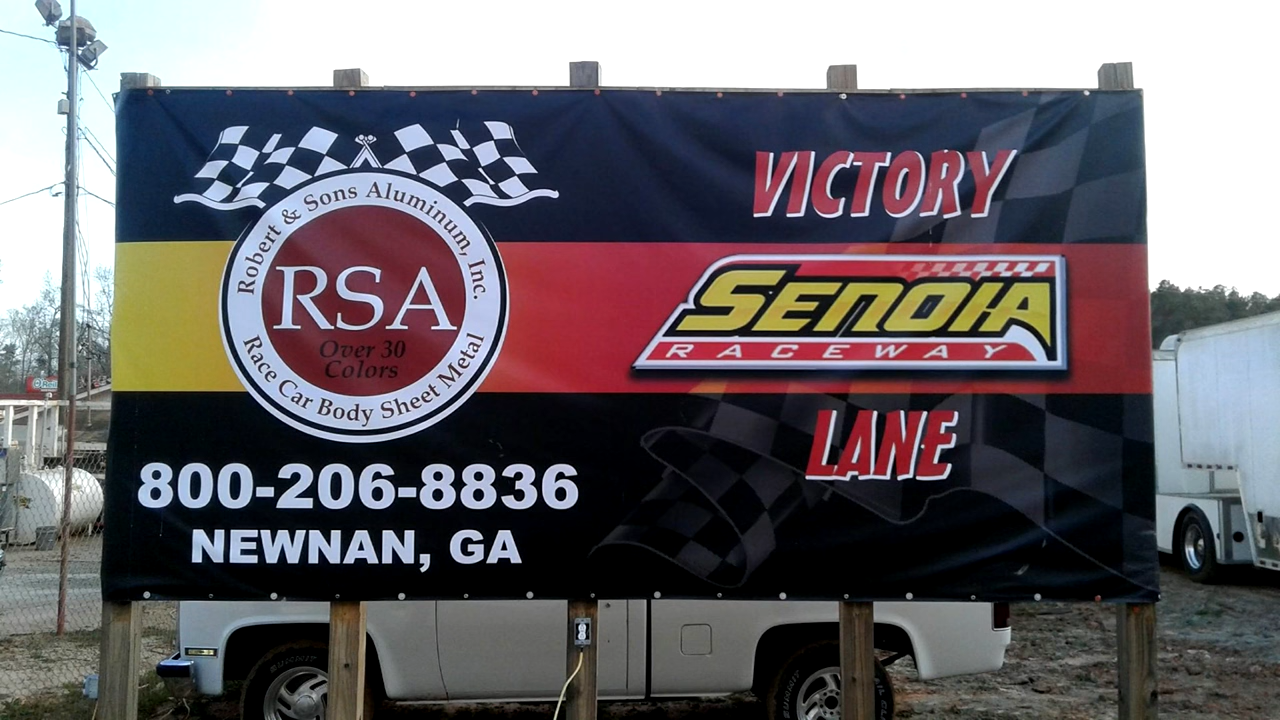 Robert & Sons Aluminum, Inc.
RSA
Over 30
Colors
Race Car Body Sheet Metal
800-206-8836
NEWNAN, GA
VICTORY
SENOIA
RACEWAY
LANE